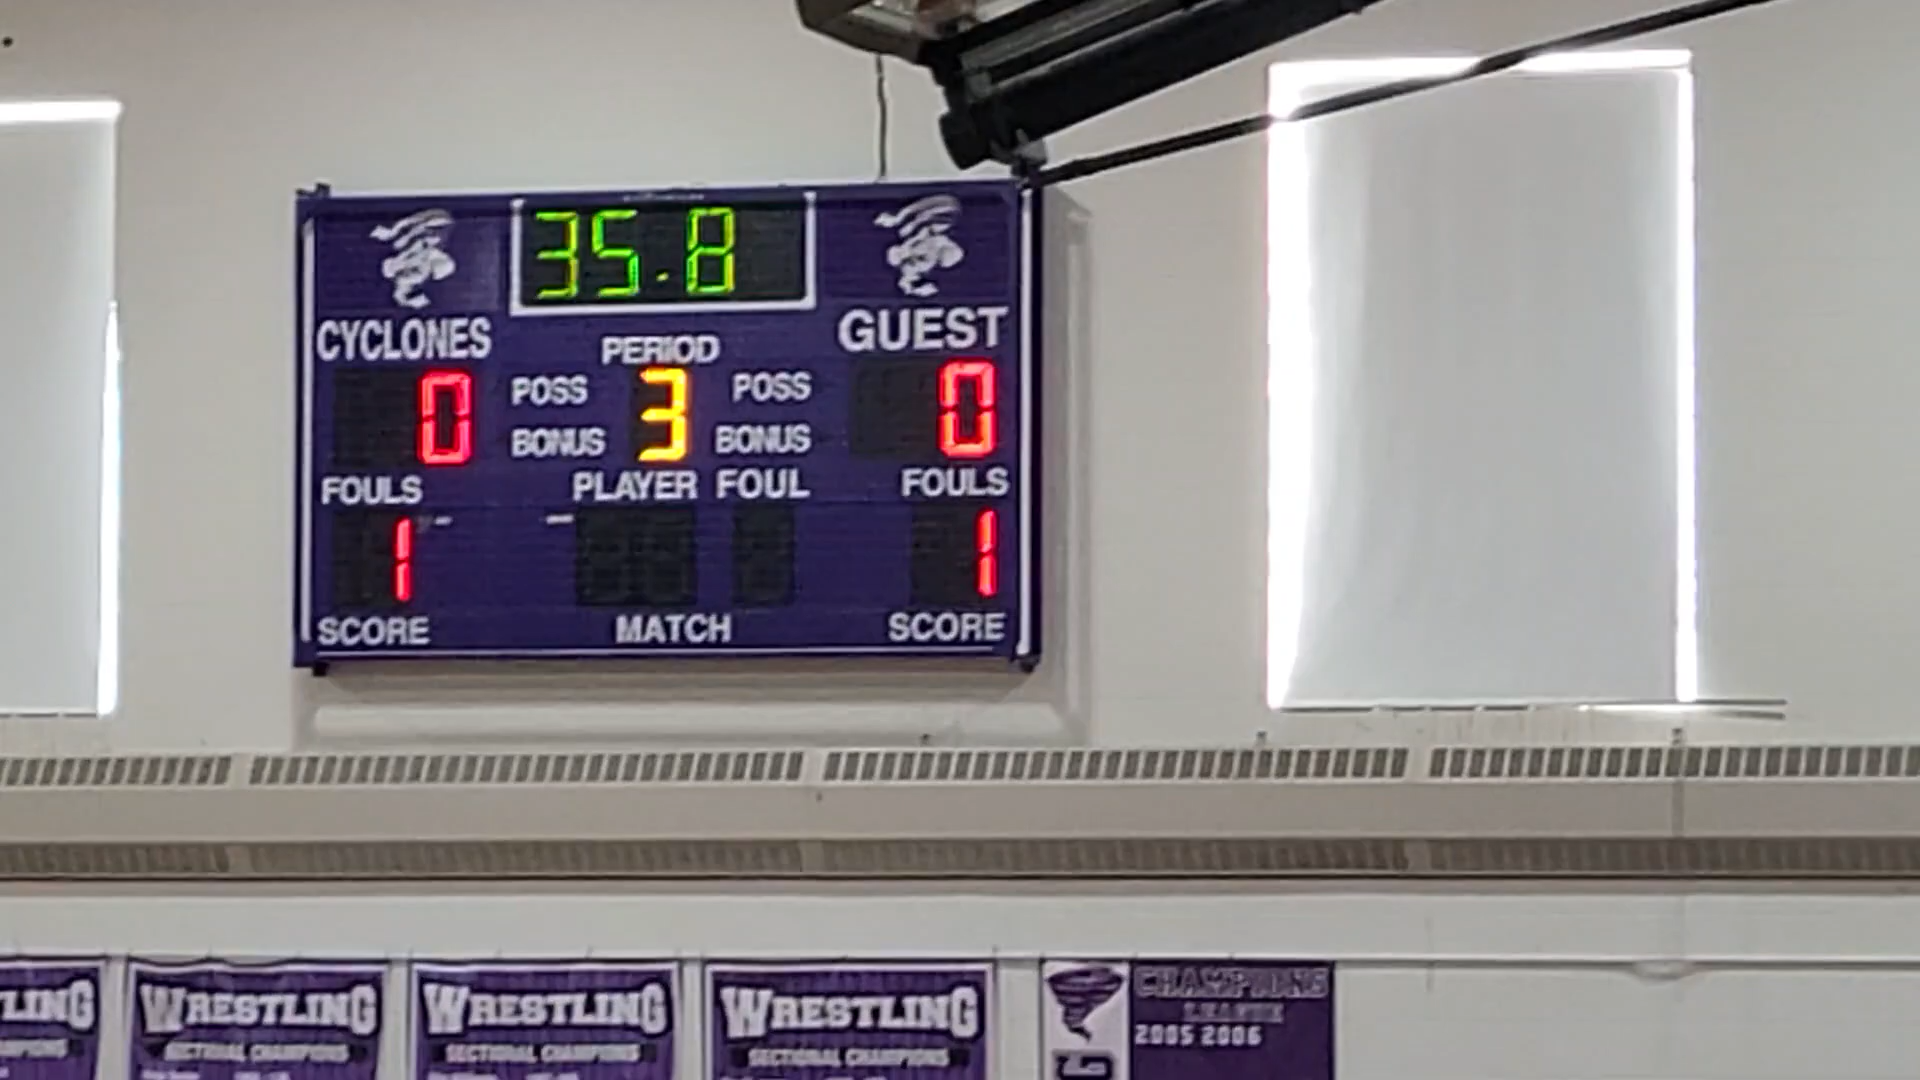 35.8
CYCLONES
GUEST
PERIOD
0
POSS
3
POSS
0
BONUS
BONUS
FOULS
PLAYER FOUL
FOULS
1
1
SCORE
MATCH
SCORE
WRESTLING
SECTIONAL CHAMPIONS
WRESTLING
SECTIONAL CHAMPIONS
WRESTLING
SECTIONAL CHAMPIONS
CHAMPIONS
LEAGUE
2005 2006